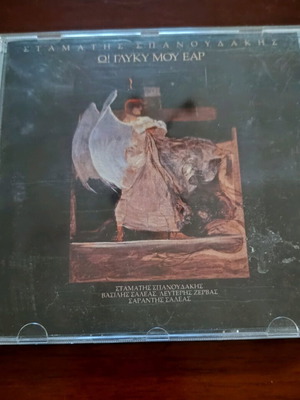 ΣΤΑΜΑΤΗΣ ΣΠΑΝΟΥΔΑΚΗΣ
Ω! ΓΛΥΚΥ ΜΟΥ ΕΑΡ
ΣΤΑΜΑΤΗΣ ΣΠΑΝΟΥΔΑΚΗΣ
ΒΑΣΙΛΗΣ ΣΑΛΕΑΣ ΛΕΥΤΕΡΗΣ ΖΕΡΒΑΣ
ΣΑΡΑΝΤΗΣ ΣΑΛΕΑΣ